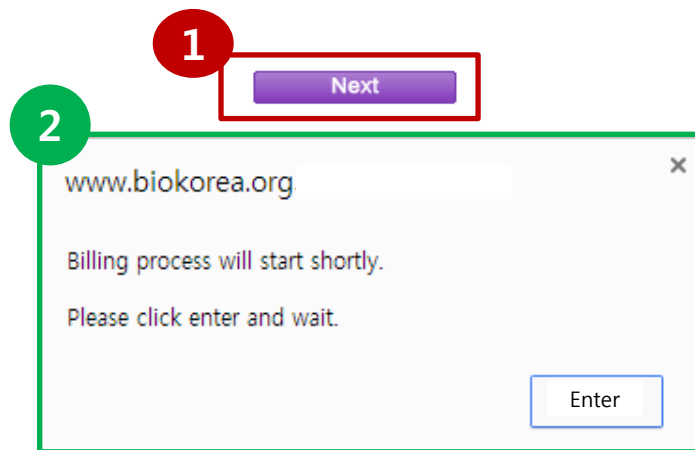 1
Next
2
www.biokorea.org
Billing process will start shortly.
Please click enter and wait.
Enter